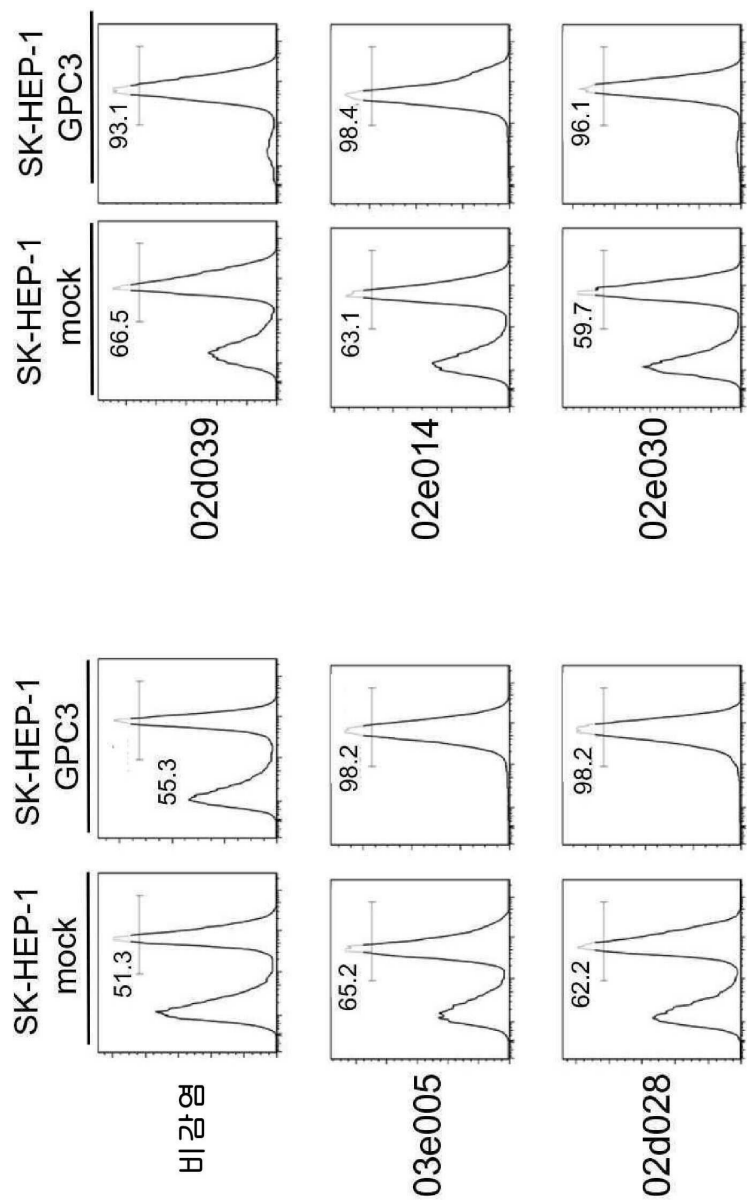 SK-HEP-1
mock
SK-HEP-1
GPC3
SK-HEP-1
mock
SK-HEP-1
GPC3
비감염
51.3
55.3
02d039
66.5
93.1
03e005
65.2
98.2
02e014
63.1
98.4
02d028
62.2
98.2
02e030
59.7
96.1